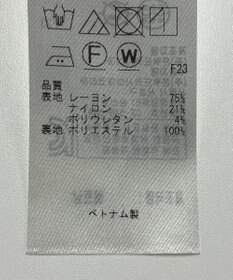 F W
F23
品質
表地 レーヨン 75%
ナイロン 21%
ポリウレタン 4%
裏地 ポリエステル 100%
ベトナム製